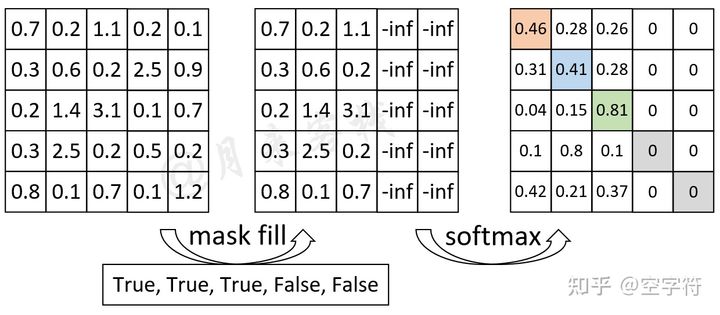 0.7 0.2 1.1 0.2 0.1
0.3 0.6 0.2 2.5 0.9
0.2 1.4 3.1 0.1 0.7
0.3 2.5 0.2 0.5 0.2
0.8 0.1 0.7 0.1 1.2
0.7 0.2 1.1 -inf -inf
0.3 0.6 0.2 -inf -inf
0.2 1.4 3.1 -inf -inf
0.3 2.5 0.2 -inf -inf
0.8 0.1 0.7 -inf -inf
0.46 0.28 0.26 0 0
0.31 0.41 0.28 0 0
0.04 0.15 0.81 0 0
0.1 0.8 0.1 0 0
0.42 0.21 0.37 0 0
@月来客栈
mask fill
softmax
True, True, True, False, False
知乎 @空字符